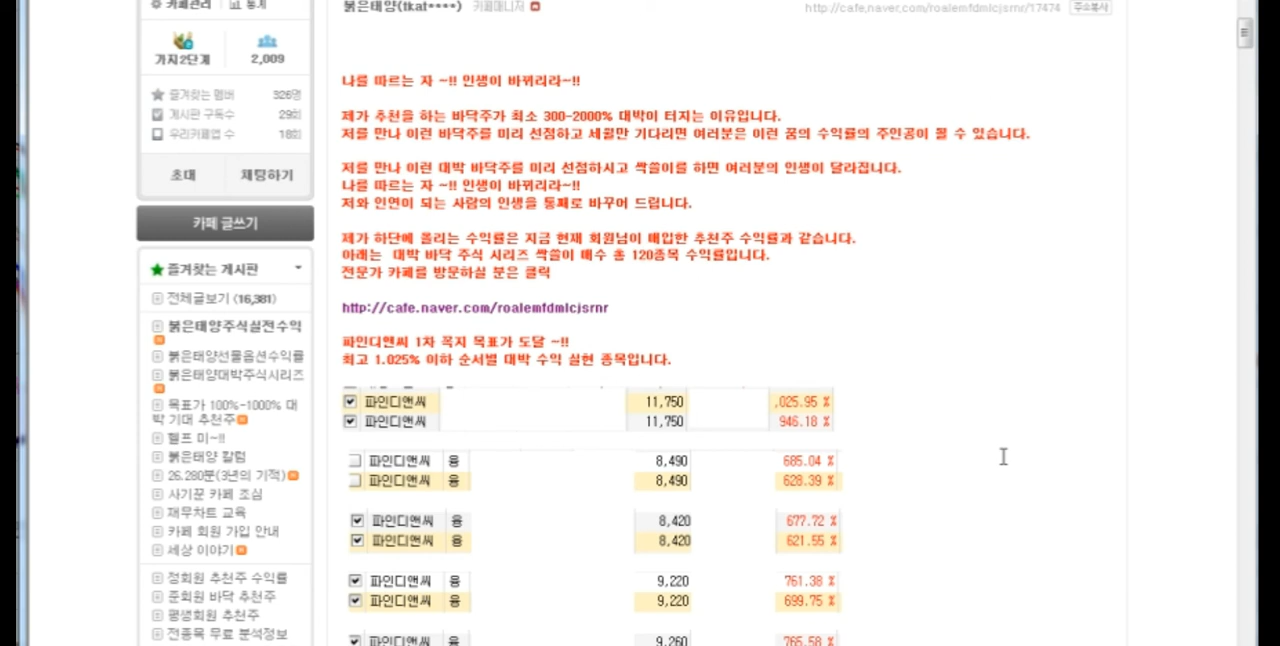 카페관리 통계
가지2단계 2,009
즐겨찾는 멤버 326명
게시판 구독수 29회
우리카페앱 수 18회
초대 채팅하기
카페 글쓰기
즐겨찾는 게시판
전체글보기 (16,381)
붉은태양주식실전수익
붉은태양선물옵션수익률
붉은태양대박주식시리즈
목표가 100%~1000% 대
박 기대 추천주
헬프 미~!!
붉은태양 칼럼
26,280분(3년의 기적)
사기꾼 카페 조심
재무차트 교육
카페 회원 가입 안내
세상 이야기
정회원 추천주 수익률
준회원 바닥 추천주
평생회원 추천주
전종목 무료 분석정보
붉은태양(tkat****) 카페매니저
http://cafe.naver.com/roalemfdmlcjsrnr/17474 주소복사
나를 따르는 자 ~!! 인생이 바뀌리라~!!
제가 추천을 하는 바닥주가 최소 300-2000% 대박이 터지는 이유입니다.
저를 만나 이런 바닥주를 미리 선점하고 세월만 기다리면 여러분은 이런 꿈의 수익률의 주인공이 될 수 있습니다.
저를 만나 이런 대박 바닥주를 미리 선점하시고 싹쓸이를 하면 여러분의 인생이 달라집니다.
나를 따르는 자 ~!! 인생이 바뀌리라~!!
저와 인연이 되는 사람의 인생을 통째로 바꾸어 드립니다.
제가 하단에 올리는 수익률은 지금 현재 회원님이 매입한 추천주 수익률과 같습니다.
아래는 대박 바닥 주식 시리즈 싹쓸이 매수 총 120종목 수익률입니다.
전문가 카페를 방문하실 분은 클릭
http://cafe.naver.com/roalemfdmlcjsrnr
파인디앤씨 1차 목지 목표가 도달 ~!!
최고 1.025% 이하 순서별 대박 수익 실현 종목입니다.
파인디앤씨 11,750 ,025.95 %
파인디앤씨 11,750 946.18 %
파인디앤씨 융 8,490 685.04 %
파인디앤씨 융 8,490 628.39 %
파인디앤씨 융 8,420 677.72 %
파인디앤씨 융 8,420 621.55 %
파인디앤씨 융 9,220 761.38 %
파인디앤씨 융 9,220 699.75 %
파인디앤씨 융 9,260 765.58 %